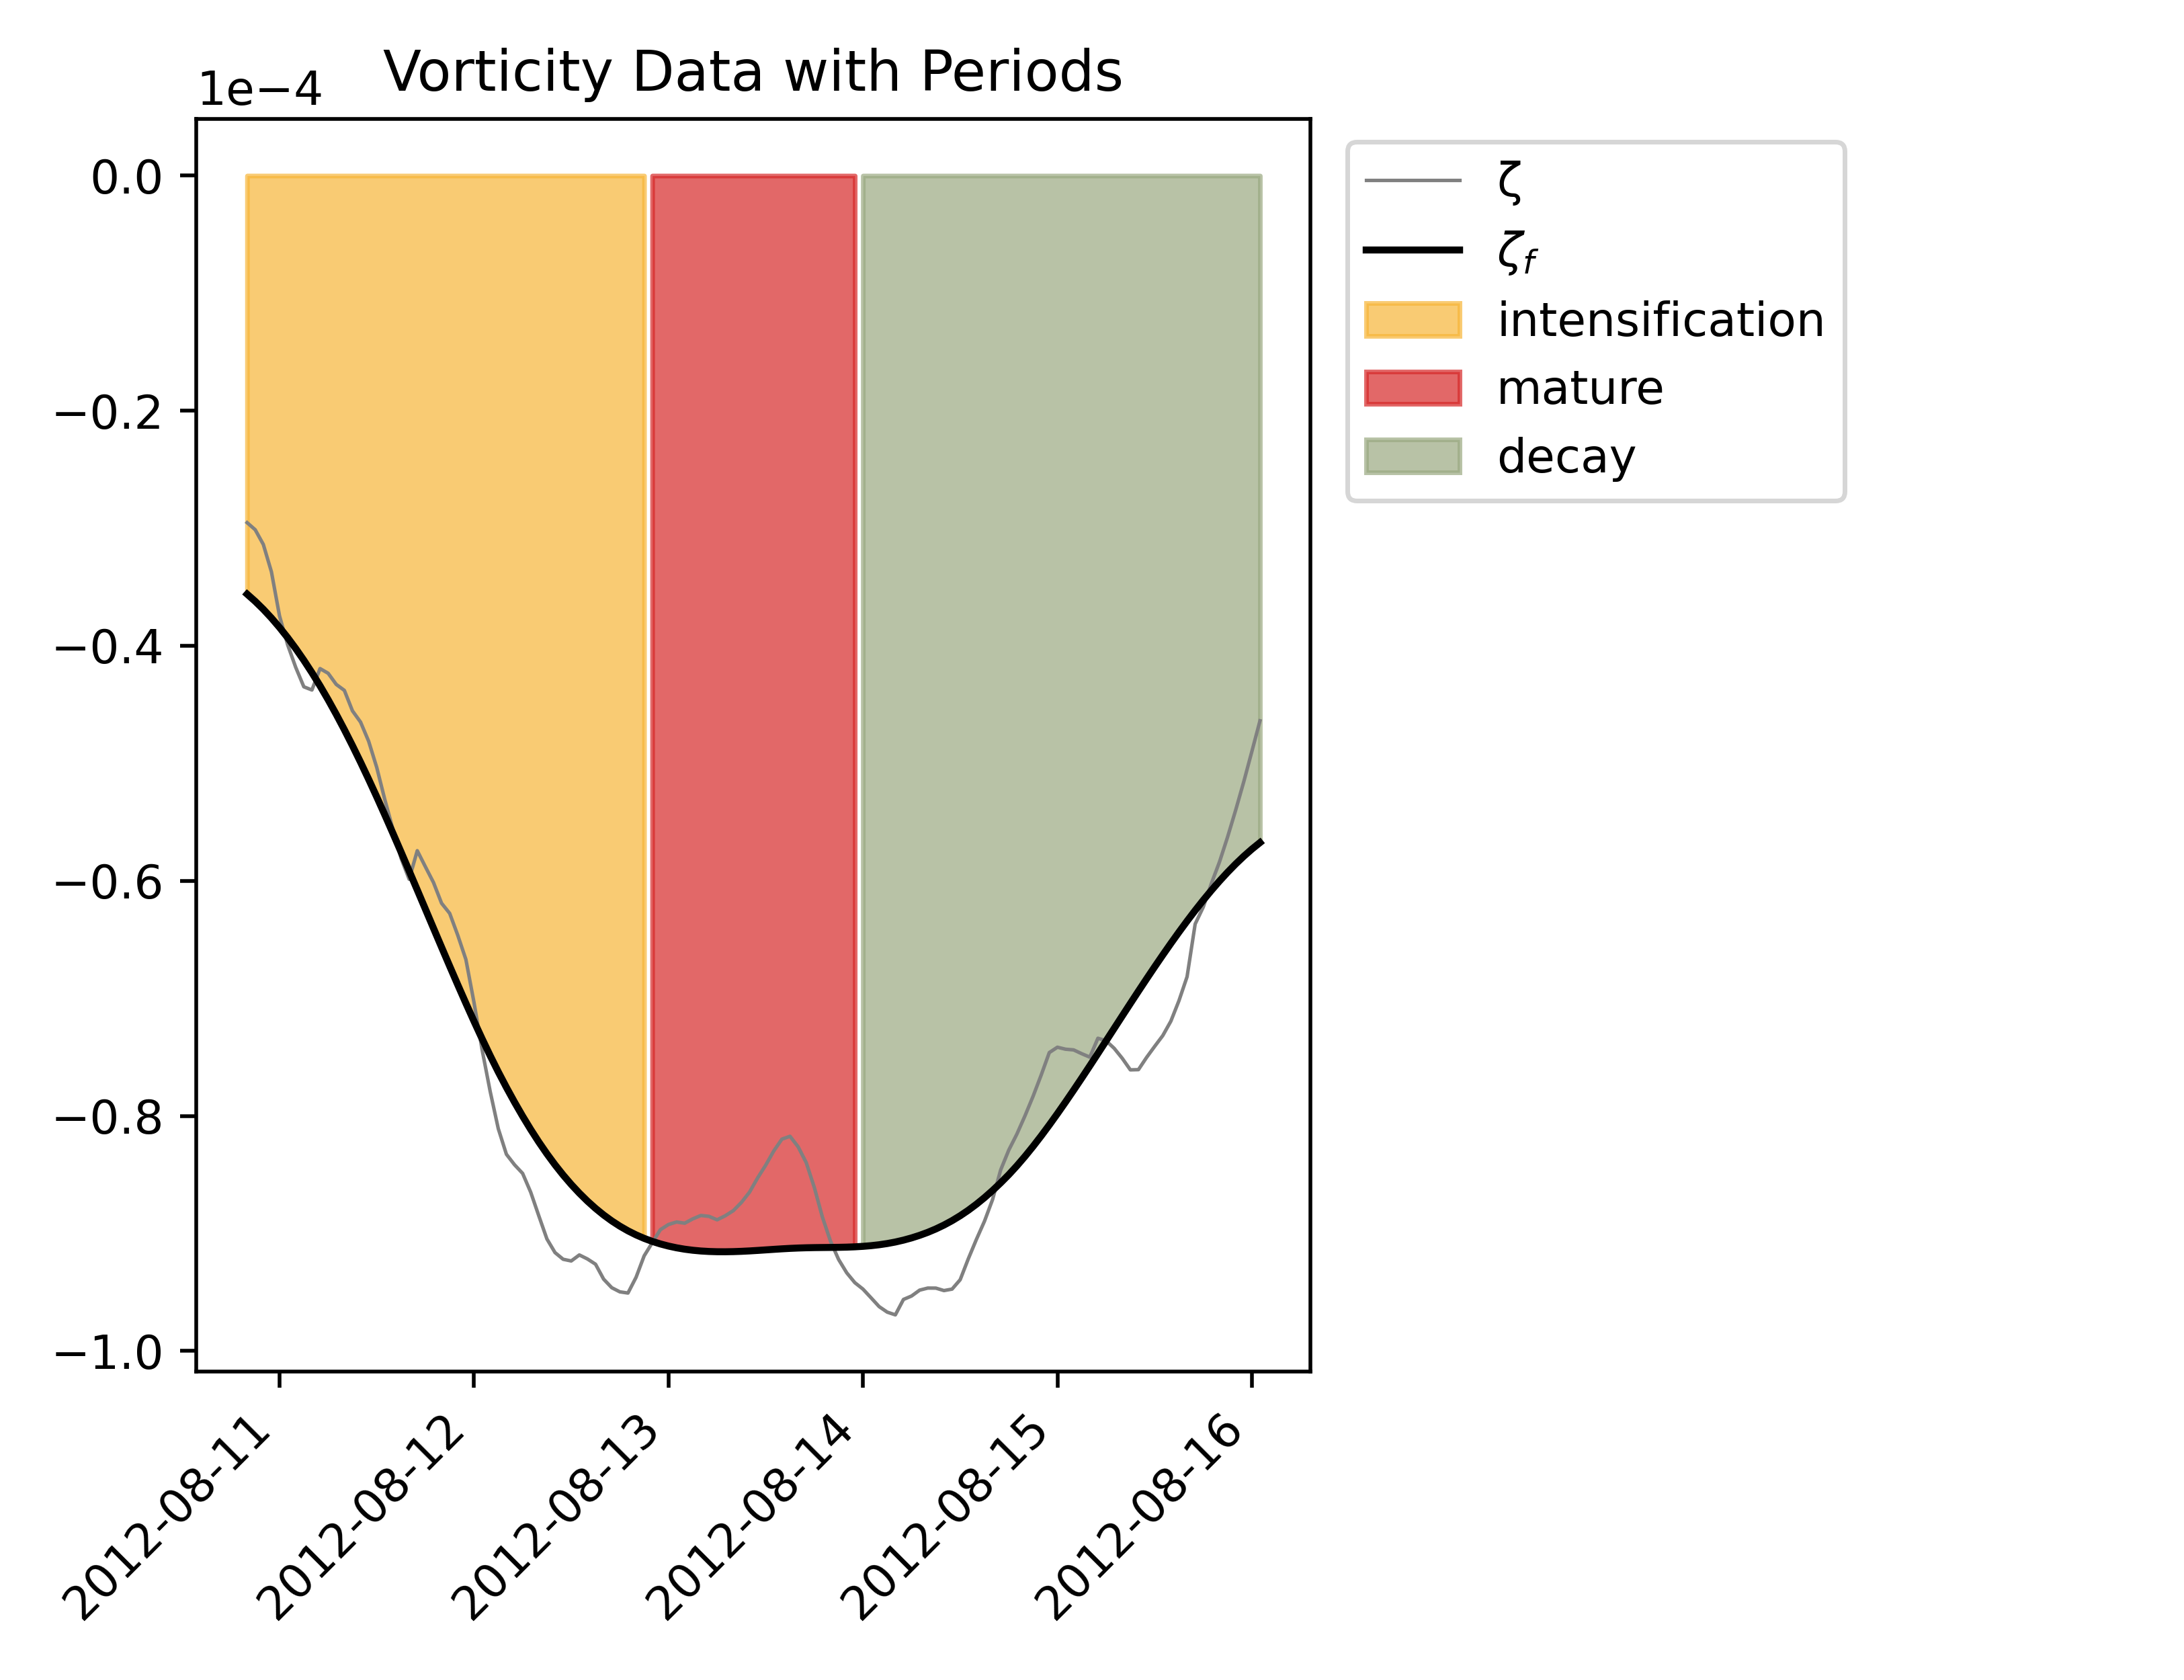 Vorticity Data with Periods
1e−4
0.0
−0.2
−0.4
−0.6
−0.8
−1.0
2012-08-11
2012-08-12
2012-08-13
2012-08-14
2012-08-15
2012-08-16
ζ
ζf
intensification
mature
decay